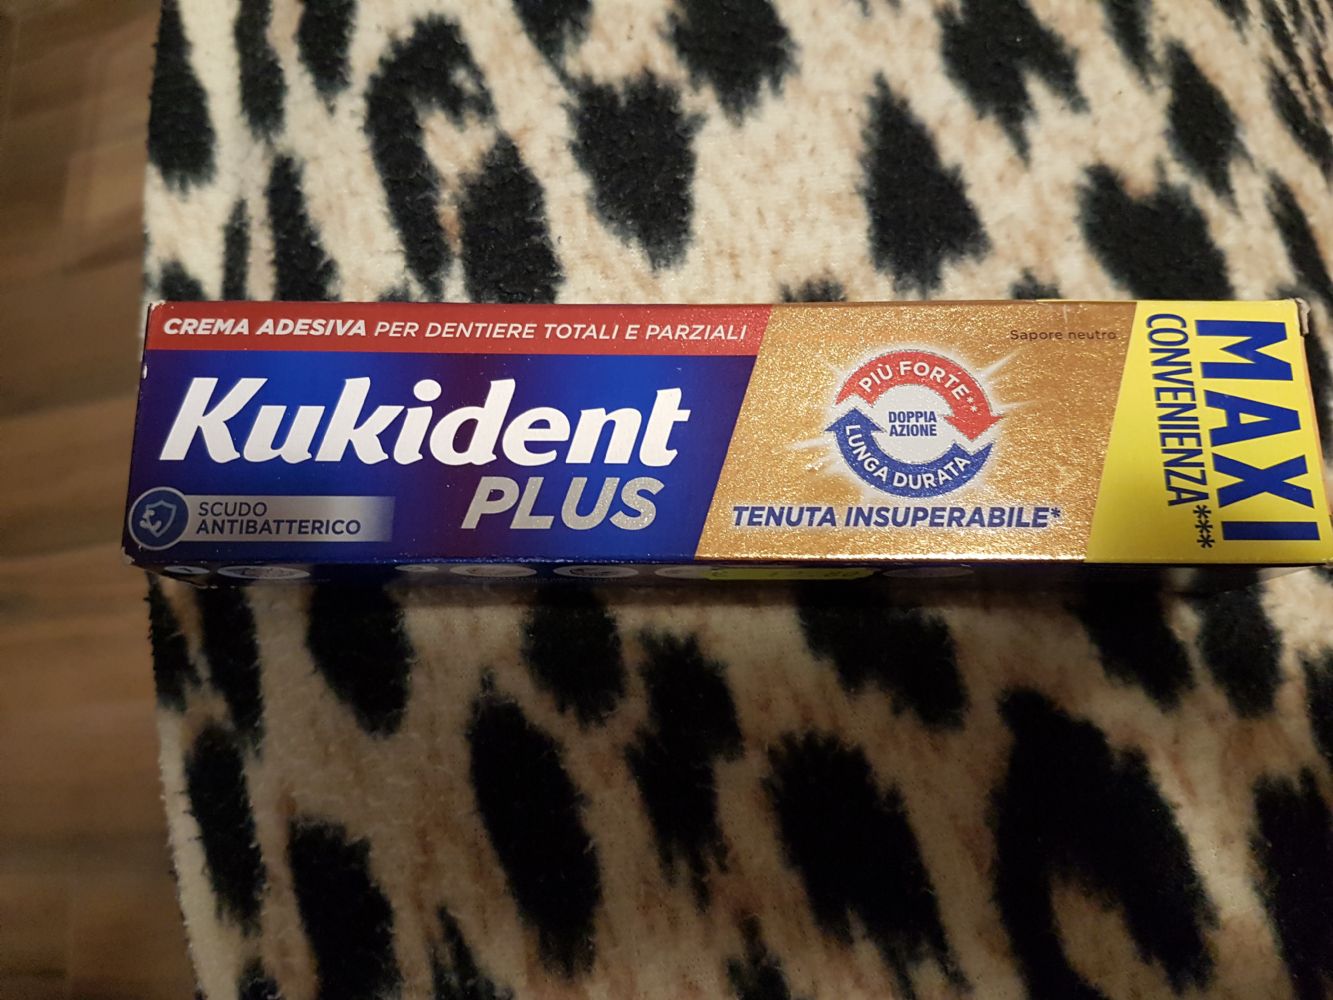 CREMA ADESIVA PER DENTIERE TOTALI E PARZIALI
Kukident
PLUS
SCUDO
ANTIBATTERICO
Sapore neutro
PIÙ FORTE**
DOPPIA
AZIONE
LUNGA DURATA
TENUTA INSUPERABILE*
MAXI
CONVENIENZA***